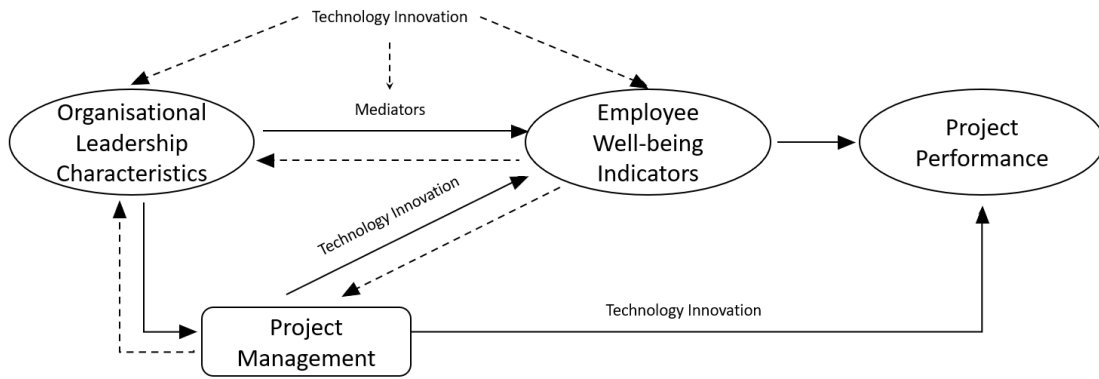 Technology Innovation
Mediators
Organisational
Leadership
Characteristics
Employee
Well-being
Indicators
Project
Performance
Technology Innovation
Technology Innovation
Project
Management